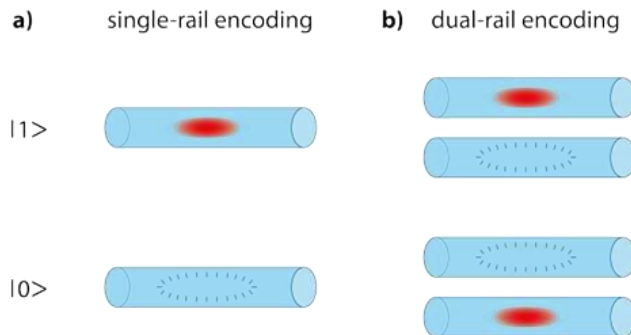 a) single-rail encoding
b) dual-rail encoding
|1>
|0>